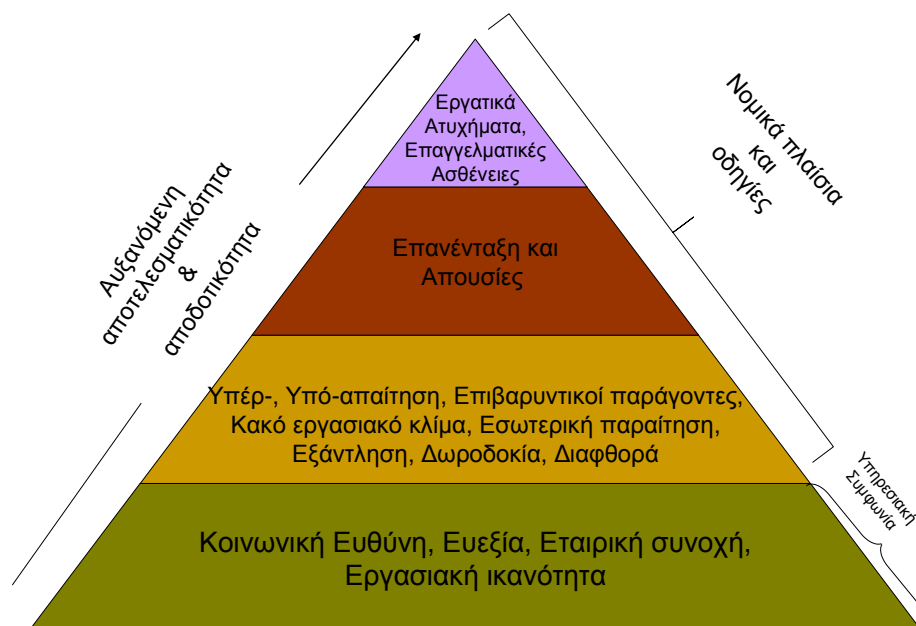 Εργατικά
Ατυχήματα,
Επαγγελματικές
Ασθένειες
Νομικά πλαίσια
και
οδηγίες
Αυξανόμενη
αποτελεσματικότητα
&
αποδοτικότητα
Επανένταξη και
Απουσίες
Υπέρ-, Υπό-απαίτηση, Επιβαρυντικοί παράγοντες,
Κακό εργασιακό κλίμα, Εσωτερική παραίτηση,
Εξάντληση, Δωροδοκία, Διαφθορά
Υπηρεσιακή
Συμφωνία
Κοινωνική Ευθύνη, Ευεξία, Εταιρική συνοχή,
Εργασιακή ικανότητα